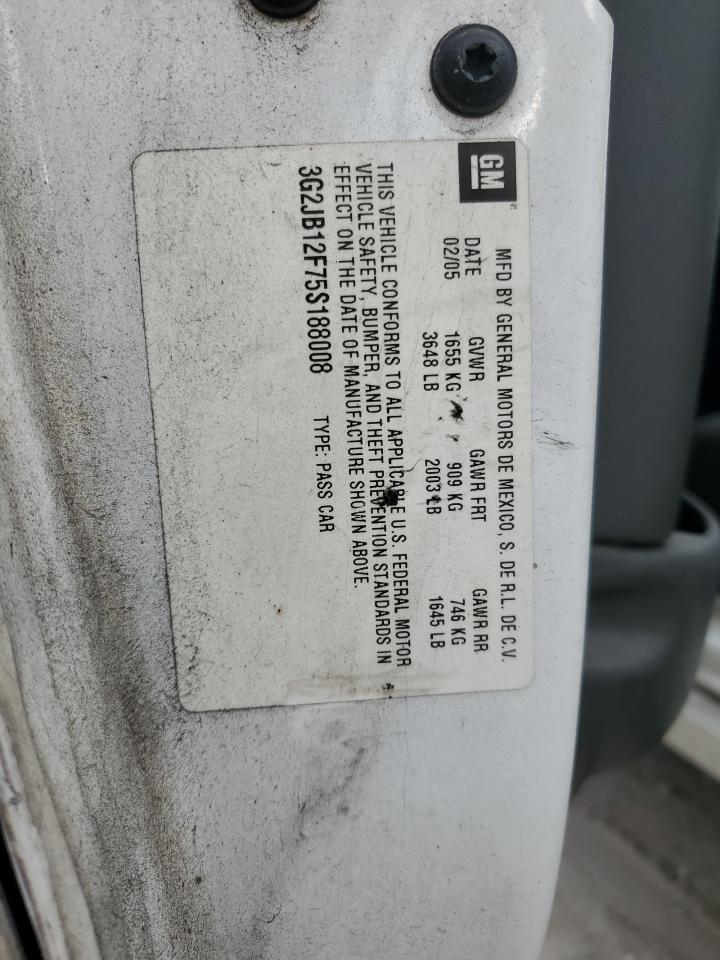 GM
MFD BY GENERAL MOTORS DE MEXICO, S. DE R.L. DE C.V.
DATE GVWR GAWR FRT GAWR RR
02/05 1655 KG 909 KG 746 KG
3648 LB 2003 LB 1645 LB
THIS VEHICLE CONFORMS TO ALL APPLICABLE U.S. FEDERAL MOTOR
VEHICLE SAFETY, BUMPER, AND THEFT PREVENTION STANDARDS IN
EFFECT ON THE DATE OF MANUFACTURE SHOWN ABOVE.
3G2JB12F75S188008 TYPE: PASS CAR